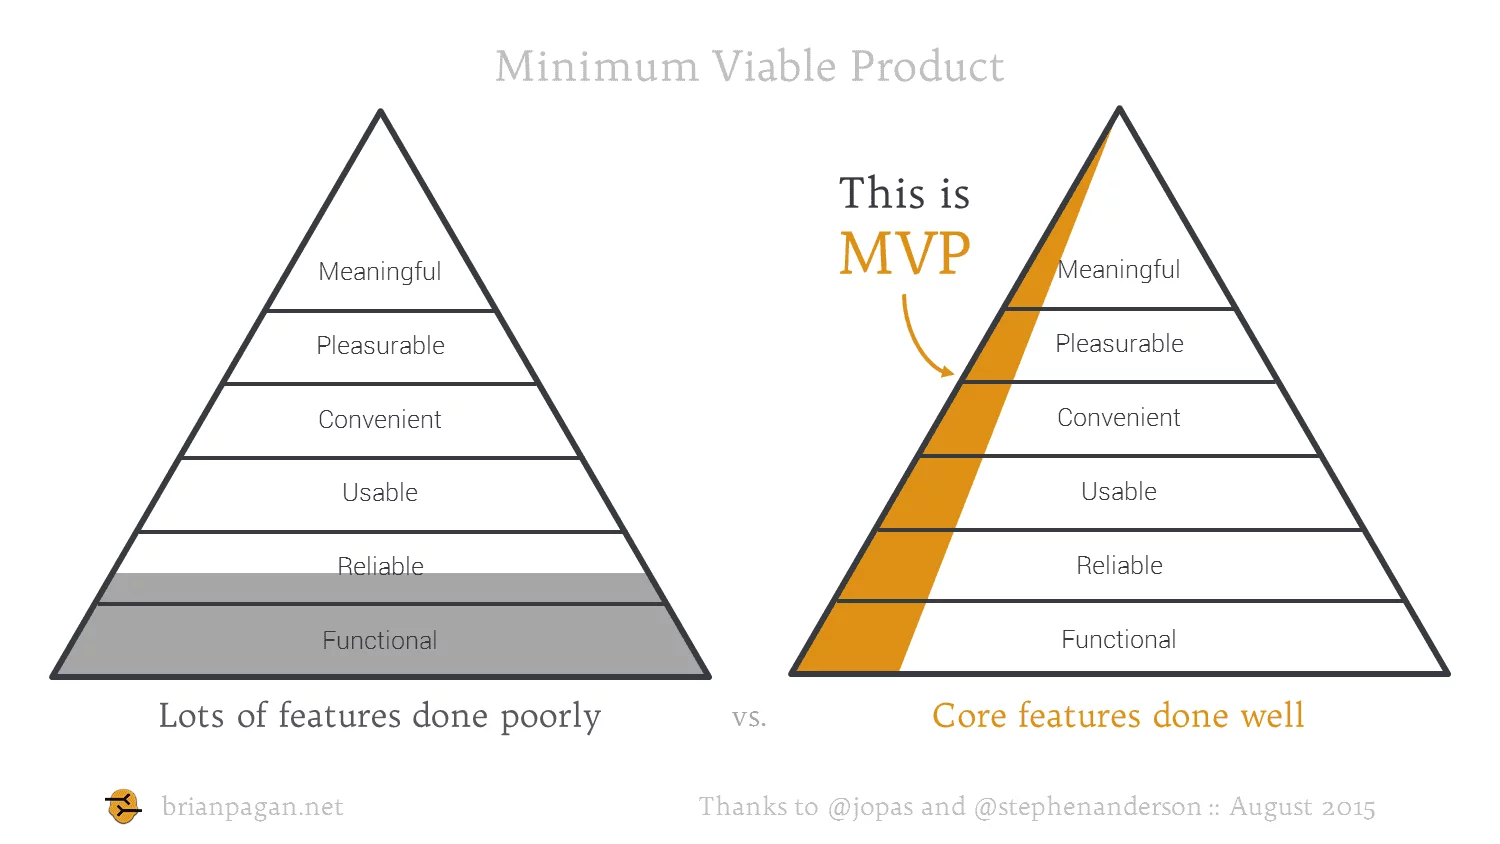 Minimum Viable Product
Meaningful
Pleasurable
Convenient
Usable
Reliable
Functional
Lots of features done poorly
vs.
This is
MVP
Meaningful
Pleasurable
Convenient
Usable
Reliable
Functional
Core features done well
brianpagan.net
Thanks to @jopas and @stephenanderson :: August 2015